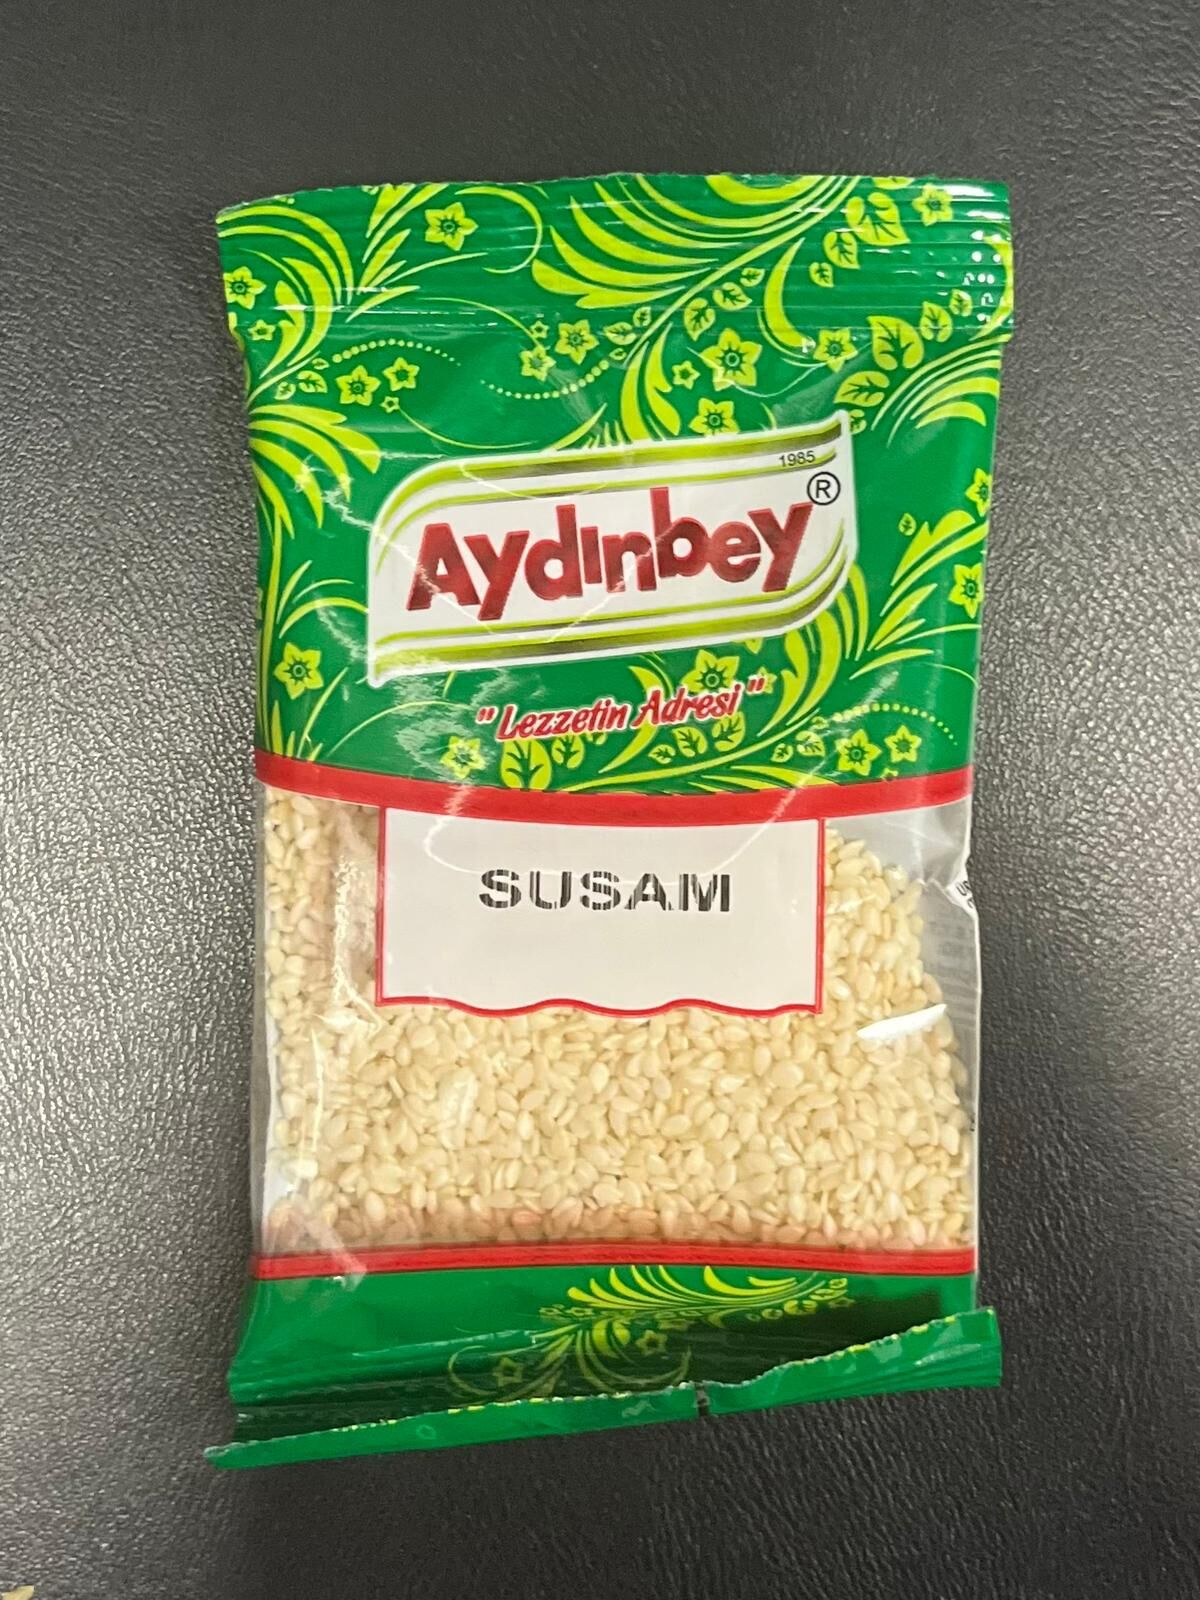 1985
Aydınbey®
"Lezzetin Adresi"
SUSAM